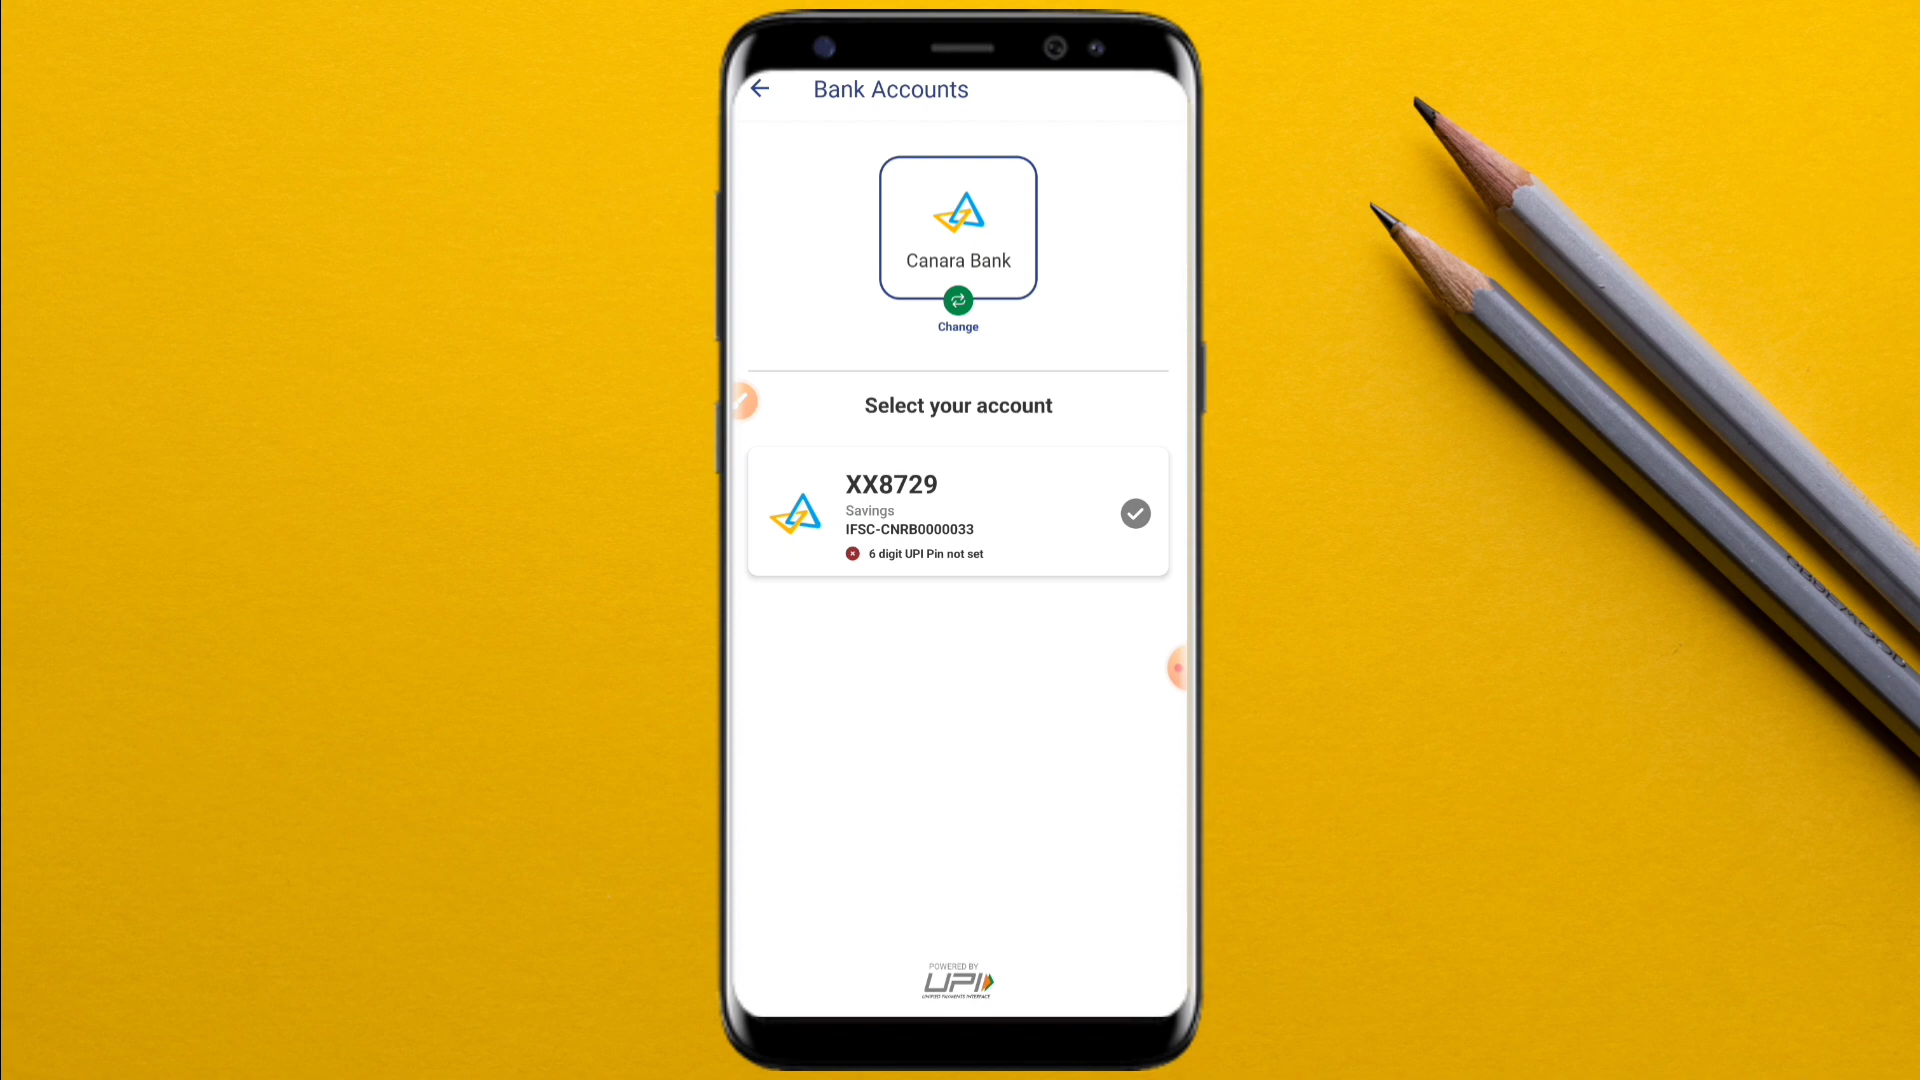 Bank Accounts
Canara Bank
Change
Select your account
XX8729
Savings
IFSC-CNRB0000033
6 digit UPI Pin not set
POWERED BY
UPI
UNIFIED PAYMENTS INTERFACE